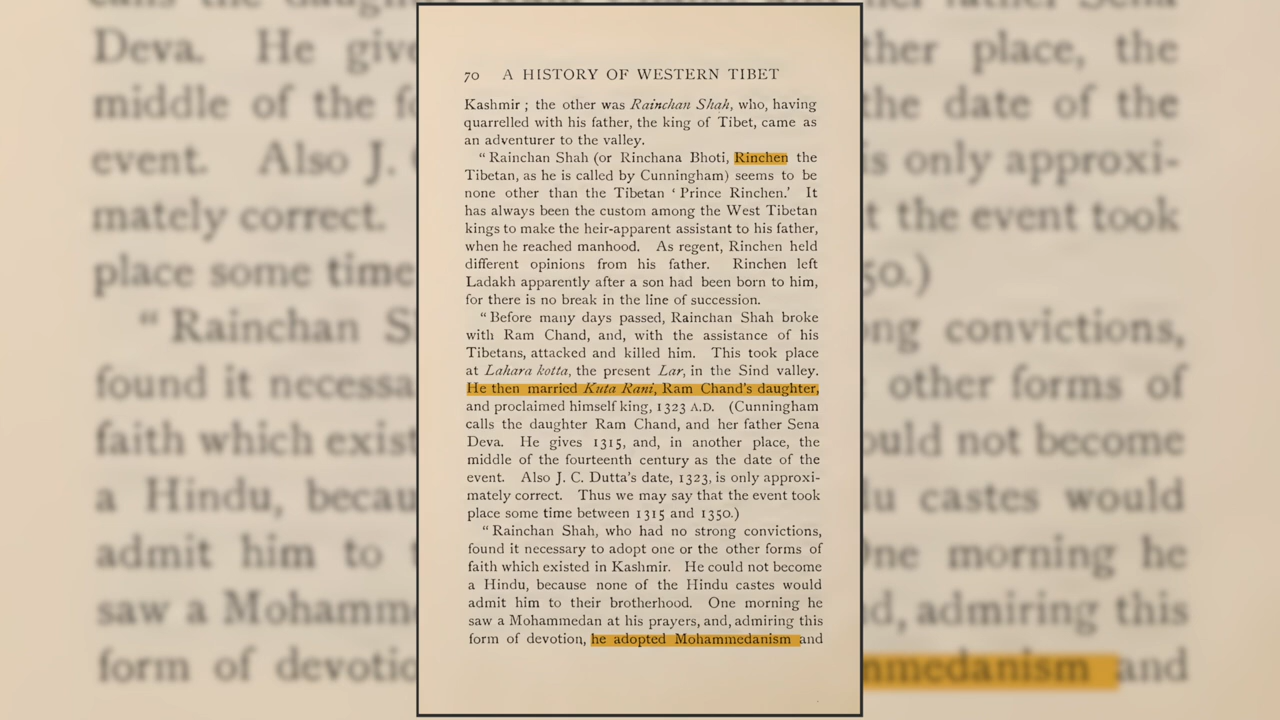 70 A HISTORY OF WESTERN TIBET
Kashmir ; the other was Rainchan Shah, who, having
quarrelled with his father, the king of Tibet, came as
an adventurer to the valley.
“ Rainchan Shah (or Rinchana Bhoti, Rinchen the
Tibetan, as he is called by Cunningham) seems to be
none other than the Tibetan ‘ Prince Rinchen.’ It
has always been the custom among the West Tibetan
kings to make the heir-apparent assistant to his father,
when he reached manhood. As regent, Rinchen held
different opinions from his father. Rinchen left
Ladakh apparently after a son had been born to him,
for there is no break in the line of succession.
“ Before many days passed, Rainchan Shah broke
with Ram Chand, and, with the assistance of his
Tibetans, attacked and killed him. This took place
at Lahara kotta, the present Lar, in the Sind valley.
He then married Kuta Rani, Ram Chand’s daughter,
and proclaimed himself king, 1323 A.D. (Cunningham
calls the daughter Ram Chand, and her father Sena
Deva. He gives 1315, and, in another place, the
middle of the fourteenth century as the date of the
event. Also J. C. Dutta’s date, 1323, is only approxi-
mately correct. Thus we may say that the event took
place some time between 1315 and 1350.)
“ Rainchan Shah, who had no strong convictions,
found it necessary to adopt one or the other forms of
faith which existed in Kashmir. He could not become
a Hindu, because none of the Hindu castes would
admit him to their brotherhood. One morning he
saw a Mohammedan at his prayers, and, admiring this
form of devotion, he adopted Mohammedanism and